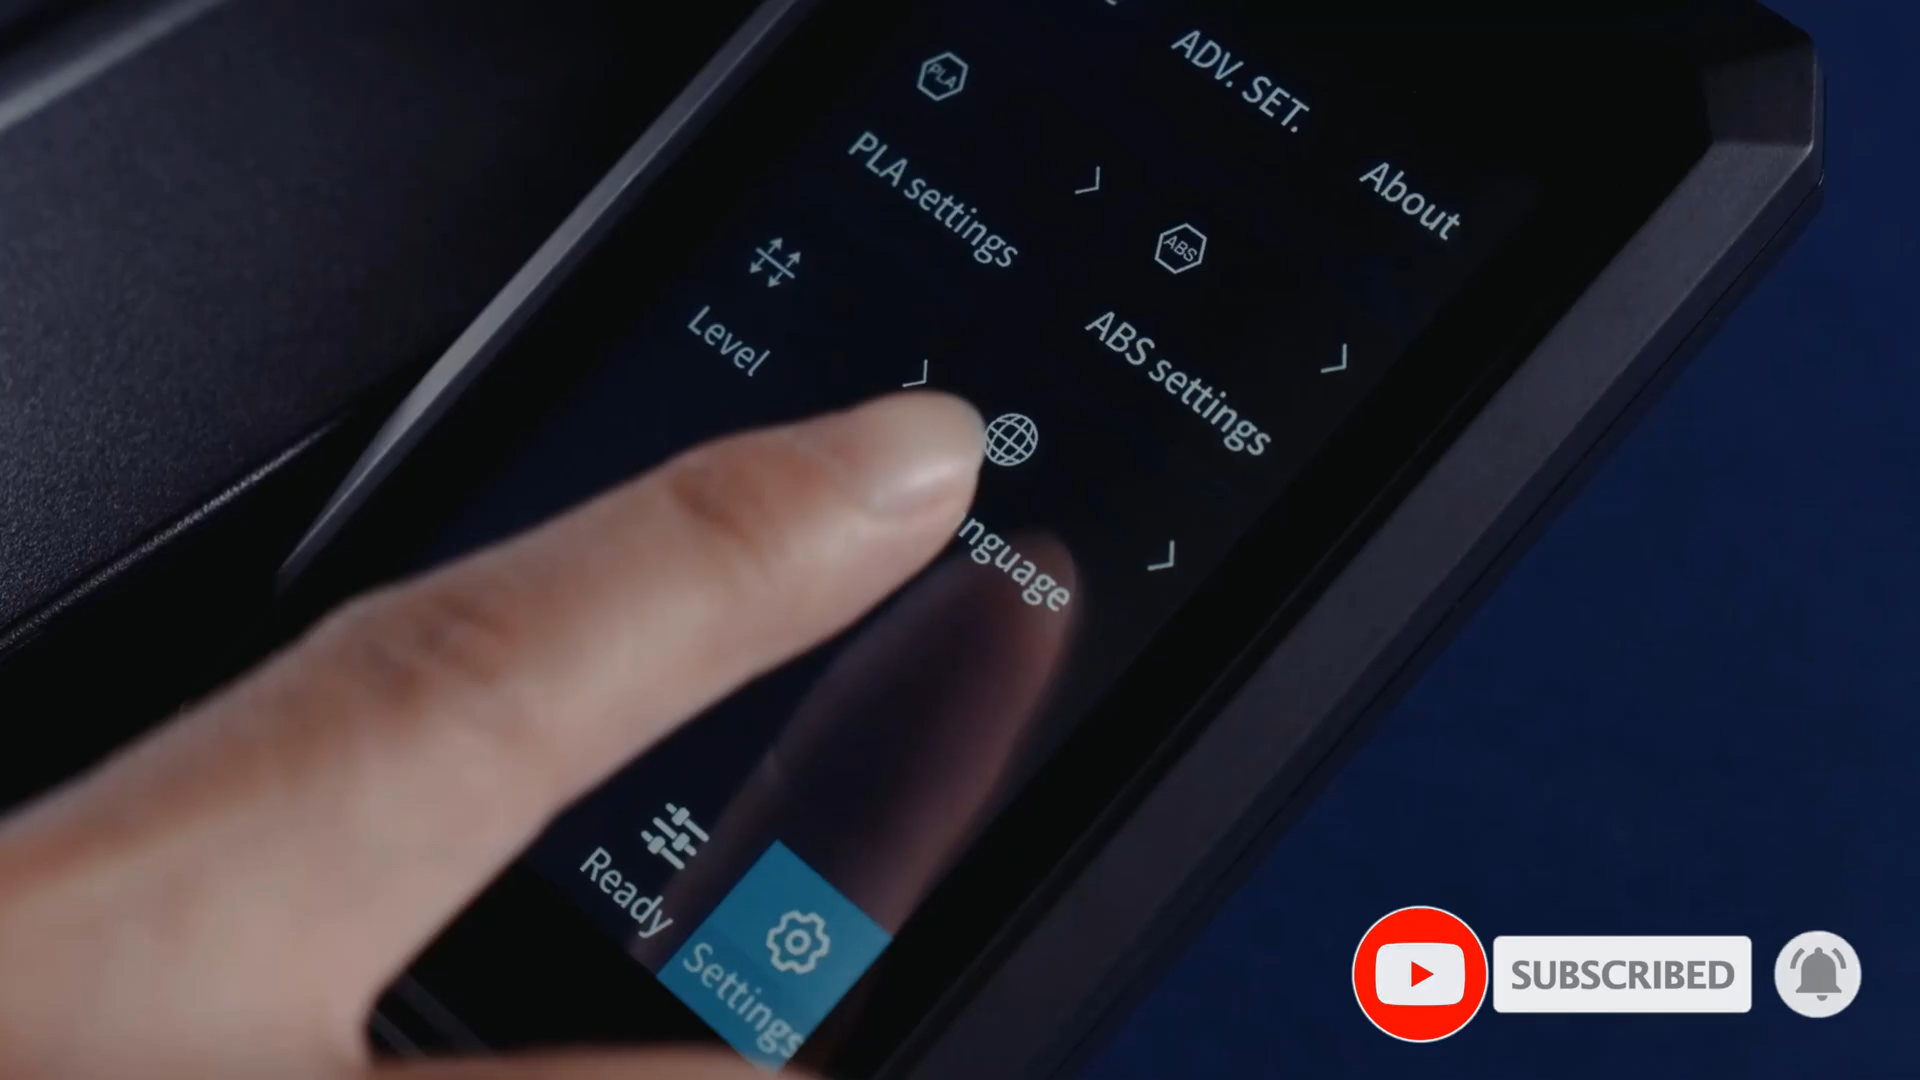 ADV. SET.
About
PLA
PLA settings
ABS
ABS settings
Level
nguage
Ready
Settings
SUBSCRIBED